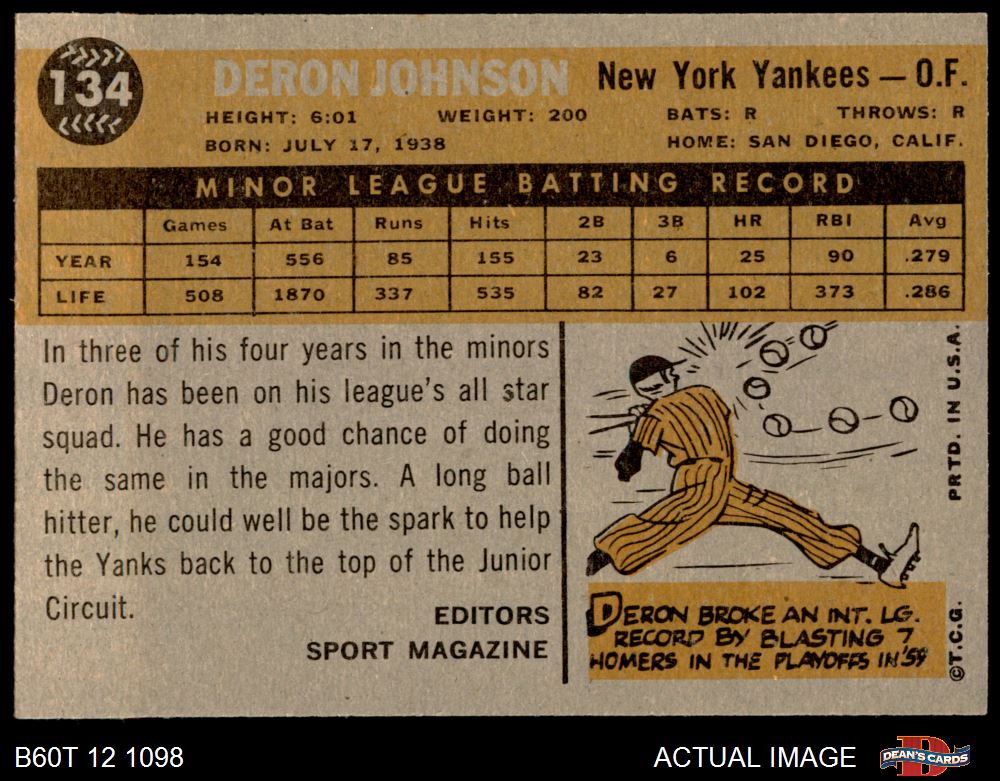 134
DERON JOHNSON New York Yankees — O.F.
HEIGHT: 6:01 WEIGHT: 200 BATS: R THROWS: R
BORN: JULY 17, 1938 HOME: SAN DIEGO, CALIF.
MINOR LEAGUE BATTING RECORD
Games At Bat Runs Hits 2B 3B HR RBI Avg
YEAR 154 556 85 155 23 6 25 90 .279
LIFE 508 1870 337 535 82 27 102 373 .286
In three of his four years in the minors
Deron has been on his league's all star
squad. He has a good chance of doing
the same in the majors. A long ball
hitter, he could well be the spark to help
the Yanks back to the top of the Junior
Circuit.
EDITORS
SPORT MAGAZINE
DERON BROKE AN INT. LG.
RECORD BY BLASTING 7
HOMERS IN THE PLAYOFFS IN '59
©T.C.G. PRTD. IN U.S.A.
B60T 12 1098 ACTUAL IMAGE DEAN'S CARDS